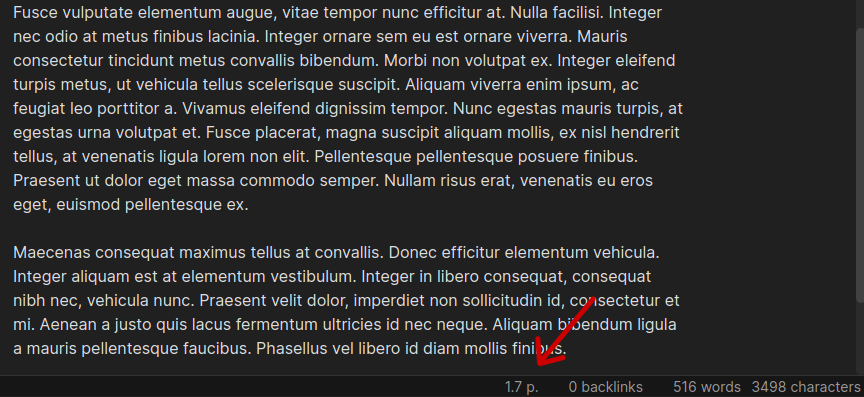 Fusce vulputate elementum augue, vitae tempor nunc efficitur at. Nulla facilisi. Integer
nec odio at metus finibus lacinia. Integer ornare sem eu est ornare viverra. Mauris
consectetur tincidunt metus convallis bibendum. Morbi non volutpat ex. Integer eleifend
turpis metus, ut vehicula tellus scelerisque suscipit. Aliquam viverra enim ipsum, ac
feugiat leo porttitor a. Vivamus eleifend dignissim tempor. Nunc egestas mauris turpis, at
egestas urna volutpat et. Fusce placerat, magna suscipit aliquam mollis, ex nisl hendrerit
tellus, at venenatis ligula lorem non elit. Pellentesque pellentesque posuere finibus.
Praesent ut dolor eget massa commodo semper. Nullam risus erat, venenatis eu eros
eget, euismod pellentesque ex.
Maecenas consequat maximus tellus at convallis. Donec efficitur elementum vehicula.
Integer aliquam est at elementum vestibulum. Integer in libero consequat, consequat
nibh nec, vehicula nunc. Praesent velit dolor, imperdiet non sollicitudin id, consectetur et
mi. Aenean a justo quis lacus fermentum ultricies id nec neque. Aliquam bibendum ligula
a mauris pellentesque faucibus. Phasellus vel libero id diam mollis finibus.
1.7 p. 0 backlinks 516 words 3498 characters